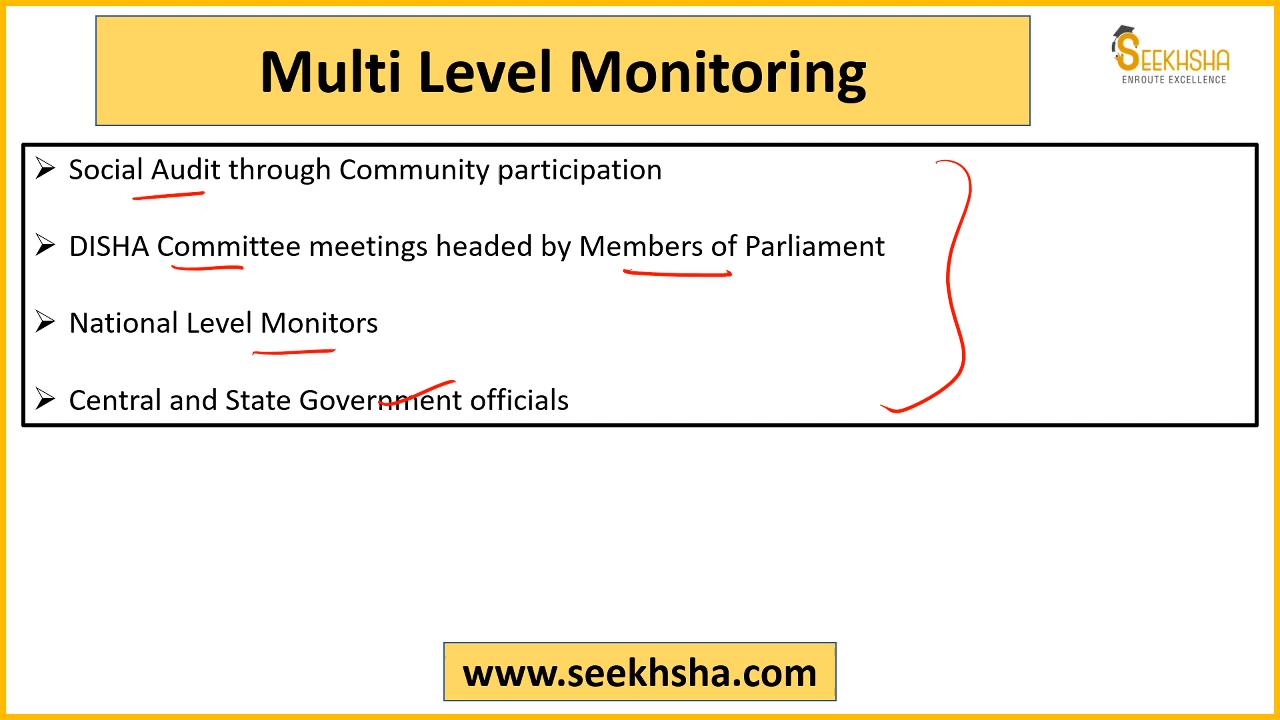 Multi Level Monitoring
SEEKHSHA
ENROUTE EXCELLENCE
➢ Social Audit through Community participation
➢ DISHA Committee meetings headed by Members of Parliament
➢ National Level Monitors
➢ Central and State Government officials
www.seekhsha.com